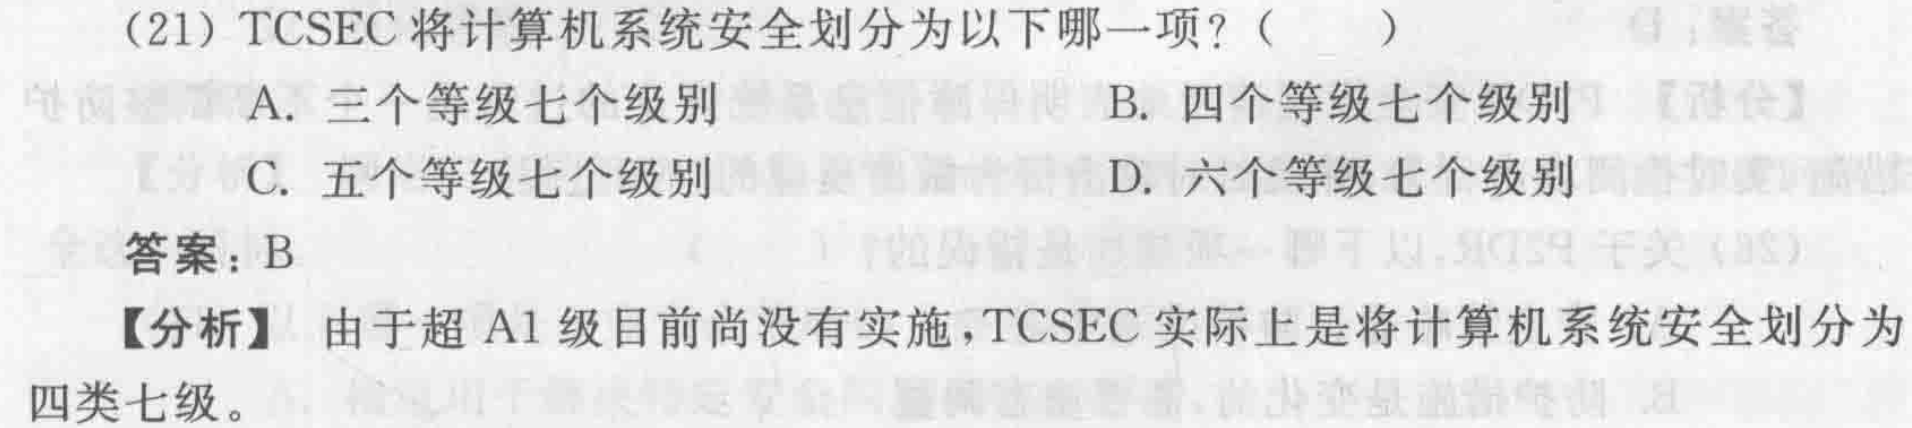 （21）TCSEC 将计算机系统安全划分为以下哪一项？（　　）
A. 三个等级七个级别 B. 四个等级七个级别
C. 五个等级七个级别 D. 六个等级七个级别
答案：B
【分析】 由于超 A1 级目前尚没有实施，TCSEC 实际上是将计算机系统安全划分为
四类七级。